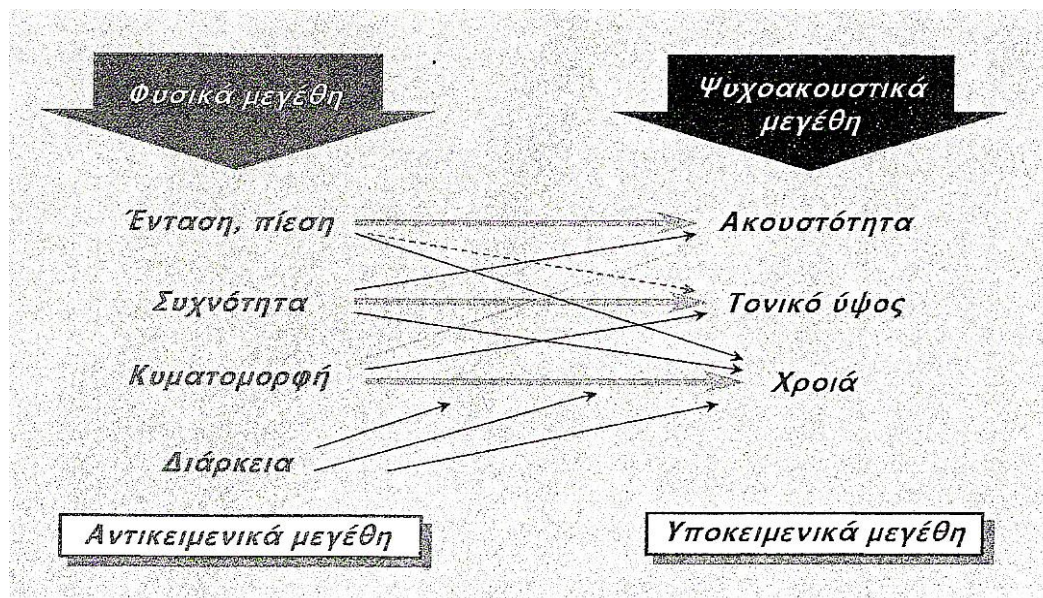 Φυσικά μεγέθη
Ψυχοακουστικά
μεγέθη
Ένταση, πίεση
Ακουστότητα
Συχνότητα
Τονικό ύψος
Κυματομορφή
Χροιά
Διάρκεια
Αντικειμενικά μεγέθη
Υποκειμενικά μεγέθη